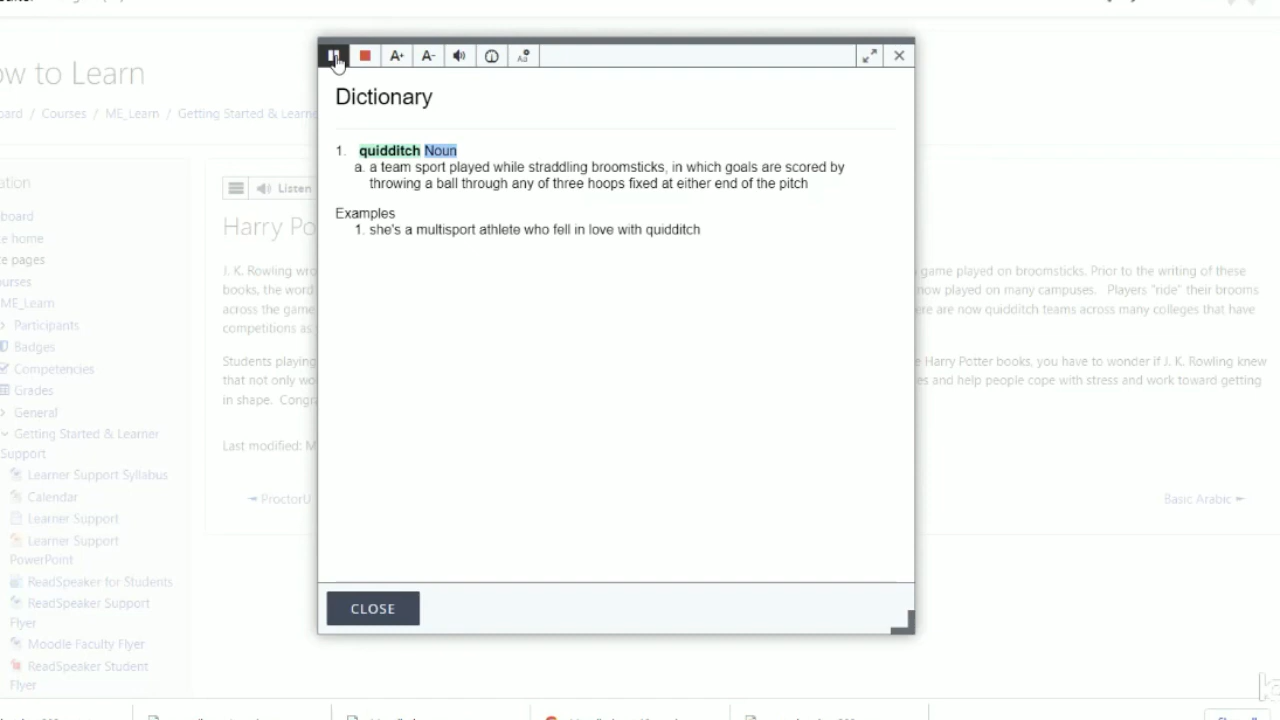 ow to Learn
oard / Courses / ME_Learn / Getting Started & Learne
A+ A-
Dictionary
1. quidditch Noun
a. a team sport played while straddling broomsticks, in which goals are scored by
throwing a ball through any of three hoops fixed at either end of the pitch
Examples
1. she's a multisport athlete who fell in love with quidditch
CLOSE
ation
board
te home
te pages
ourses
ME_Learn
Participants
Badges
Competencies
Grades
General
Getting Started & Learner
Support
Learner Support Syllabus
Calendar
Learner Support
Learner Support
PowerPoint
ReadSpeaker for Students
ReadSpeaker Support
Flyer
Moodle Faculty Flyer
ReadSpeaker Student
Flyer
Listen
Harry Po
J. K. Rowling wro
game played on broomsticks. Prior to the writing of these
books, the word
now played on many campuses. Players "ride" their brooms
across the game
ere are now quidditch teams across many colleges that have
competitions as
Students playing
e Harry Potter books, you have to wonder if J. K. Rowling knew
that not only wo
es and help people cope with stress and work toward getting
in shape. Congr
Last modified: M
◄ ProctorU
Basic Arabic ►